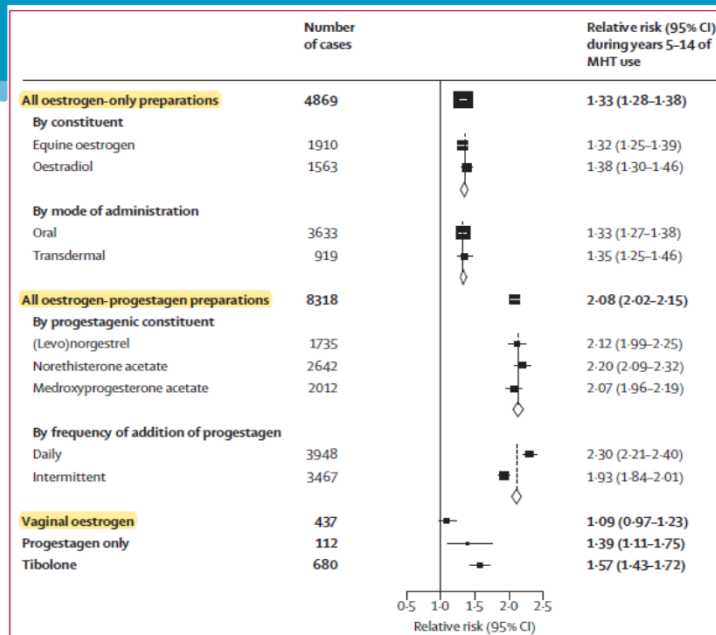 Number of cases
Relative risk (95% CI) during years 5–14 of MHT use
All oestrogen-only preparations 4869 1·33 (1·28–1·38)
By constituent
Equine oestrogen 1910 1·32 (1·25–1·39)
Oestradiol 1563 1·38 (1·30–1·46)
By mode of administration
Oral 3633 1·33 (1·27–1·38)
Transdermal 919 1·35 (1·25–1·46)
All oestrogen-progestagen preparations 8318 2·08 (2·02–2·15)
By progestagenic constituent
(Levo)norgestrel 1735 2·12 (1·99–2·25)
Norethisterone acetate 2642 2·20 (2·09–2·32)
Medroxyprogesterone acetate 2012 2·07 (1·96–2·19)
By frequency of addition of progestagen
Daily 3948 2·30 (2·21–2·40)
Intermittent 3467 1·93 (1·84–2·01)
Vaginal oestrogen 437 1·09 (0·97–1·23)
Progestagen only 112 1·39 (1·11–1·75)
Tibolone 680 1·57 (1·43–1·72)
0·5 1·0 1·5 2·0 2·5
Relative risk (95% CI)